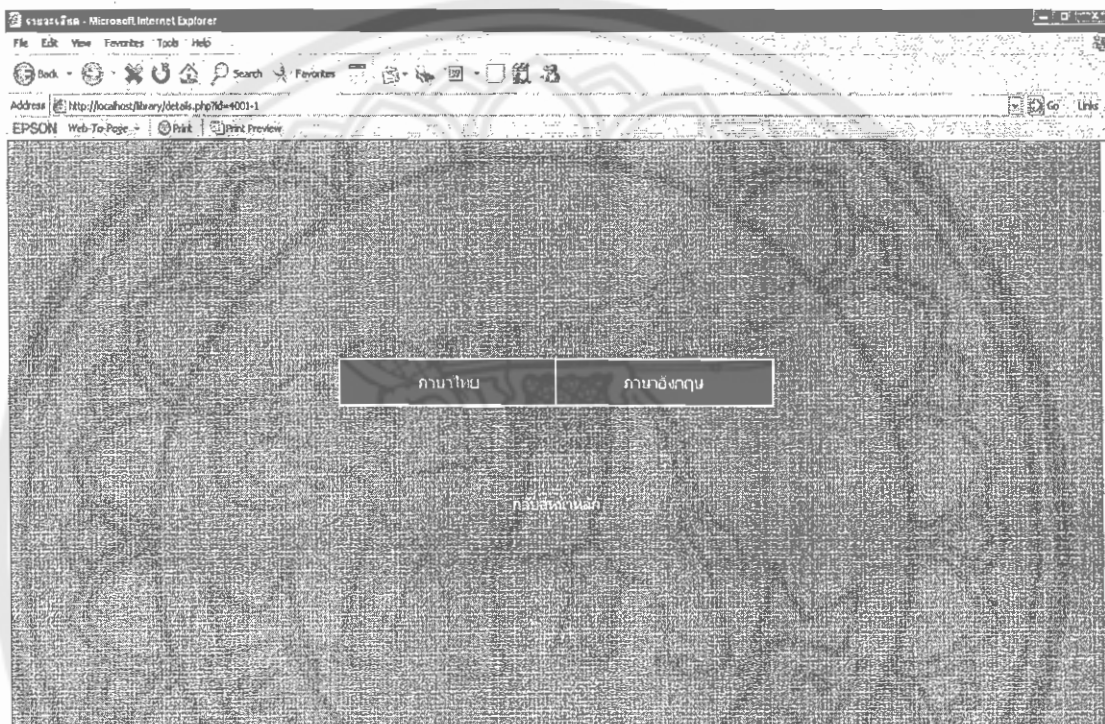 รายละเอียด - Microsoft Internet Explorer
File Edit View Favorites Tools Help
Back Search Favorites
Address http://localhost/library/details.php?id=4001-1 Go Links
EPSON Web-To-Page Print Print Preview
ภาษาไทย ภาษาอังกฤษ
กลับสู่หน้าหลัก